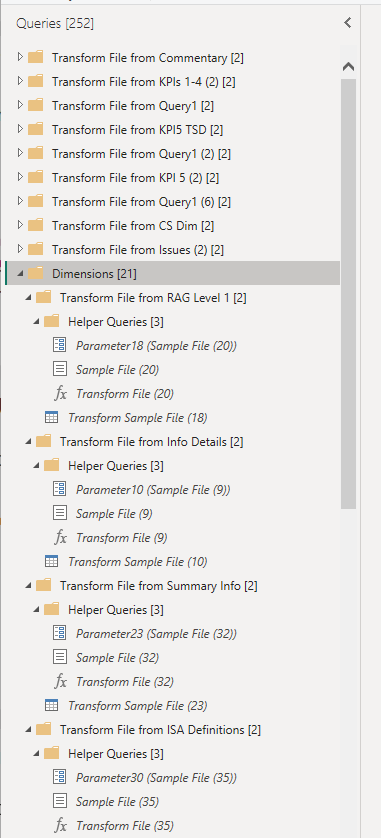 Queries [252]
Transform File from Commentary [2]
Transform File from KPIs 1-4 (2) [2]
Transform File from Query1 [2]
Transform File from KPI5 TSD [2]
Transform File from Query1 (2) [2]
Transform File from KPI 5 (2) [2]
Transform File from Query1 (6) [2]
Transform File from CS Dim [2]
Transform File from Issues (2) [2]
Dimensions [21]
Transform File from RAG Level 1 [2]
Helper Queries [3]
Parameter18 (Sample File (20))
Sample File (20)
fx Transform File (20)
Transform Sample File (18)
Transform File from Info Details [2]
Helper Queries [3]
Parameter10 (Sample File (9))
Sample File (9)
fx Transform File (9)
Transform Sample File (10)
Transform File from Summary Info [2]
Helper Queries [3]
Parameter23 (Sample File (32))
Sample File (32)
fx Transform File (32)
Transform Sample File (23)
Transform File from ISA Definitions [2]
Helper Queries [3]
Parameter30 (Sample File (35))
Sample File (35)
fx Transform File (35)